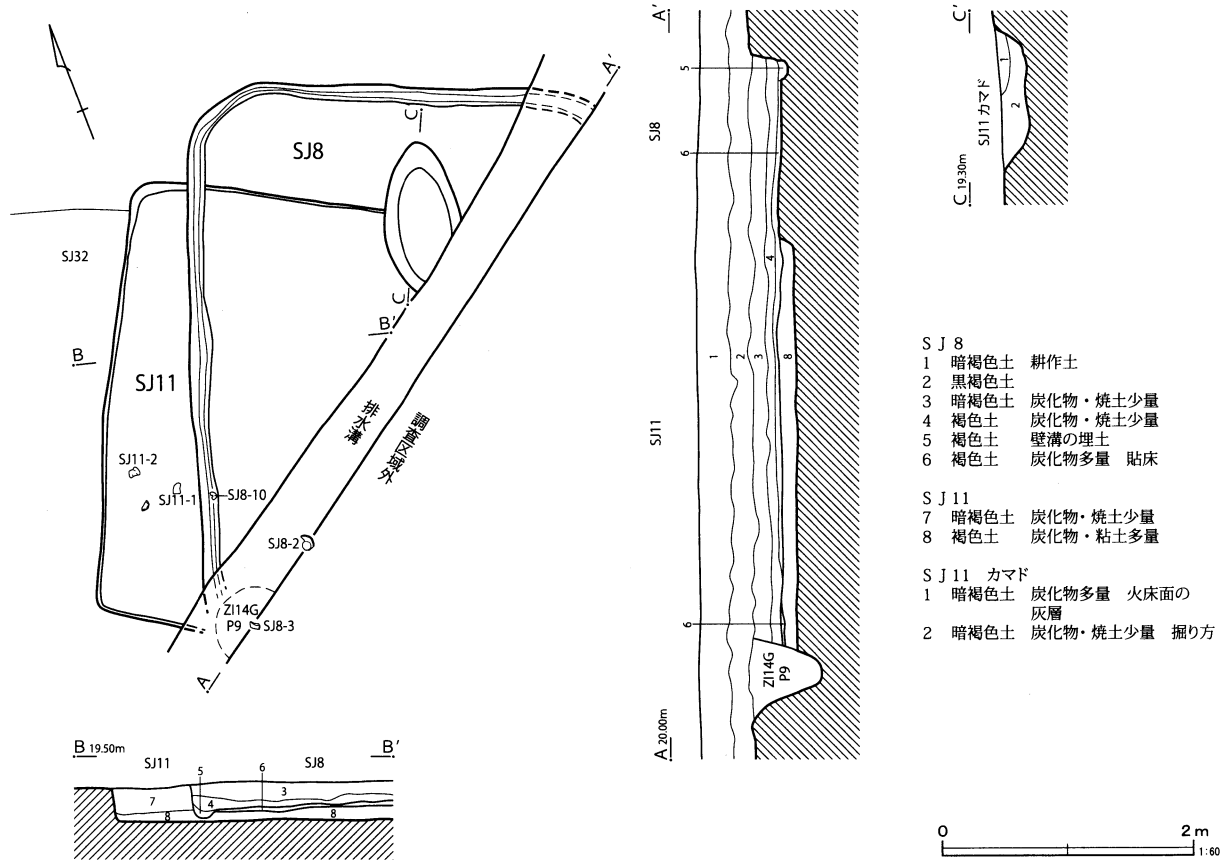 SJ8
SJ32
SJ11
SJ11-2
SJ11-1
SJ8-10
SJ8-2
ZI14G
P9
SJ8-3
A
A'
B
B'
C
C'
排水溝
調査区域外
B 19.50m
B'
SJ11
SJ8
5
6
3
7
4
8
8
A'
SJ8
SJ11
A 20.00m
5
6
4
1
2
3
8
6
ZI14G
P9
C'
SJ11 カマド
C 19.30m
1
2
SJ8
1 暗褐色土 耕作土
2 黒褐色土
3 暗褐色土 炭化物・焼土少量
4 褐色土 炭化物・焼土少量
5 褐色土 壁溝の埋土
6 褐色土 炭化物多量 貼床
SJ11
7 暗褐色土 炭化物・焼土少量
8 褐色土 炭化物・粘土多量
SJ11 カマド
1 暗褐色土 炭化物多量 火床面の
灰層
2 暗褐色土 炭化物・焼土少量 掘り方
0 2m
1:60